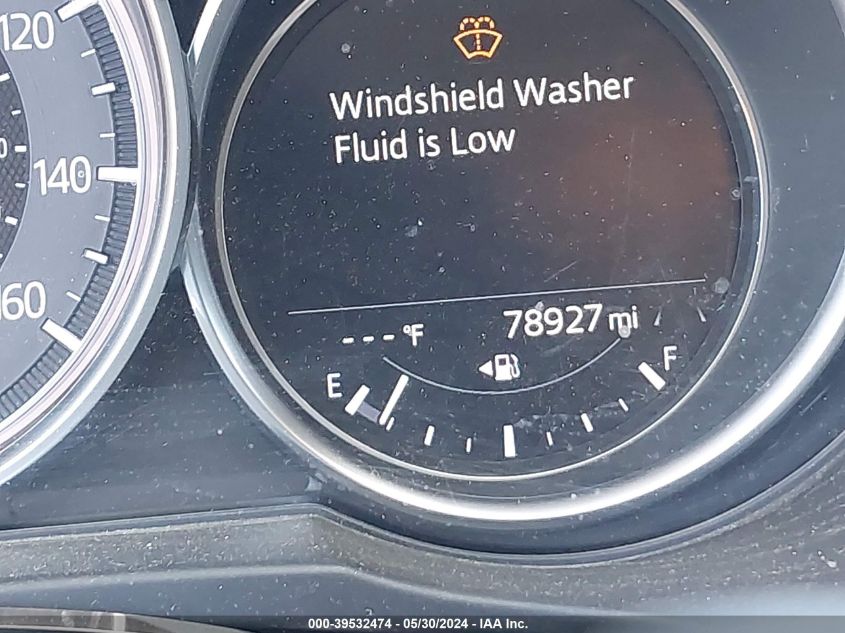 120
140
160
Windshield Washer
Fluid is Low
---°F 78927 mi
E F
000-39532474 - 05/30/2024 - IAA Inc.